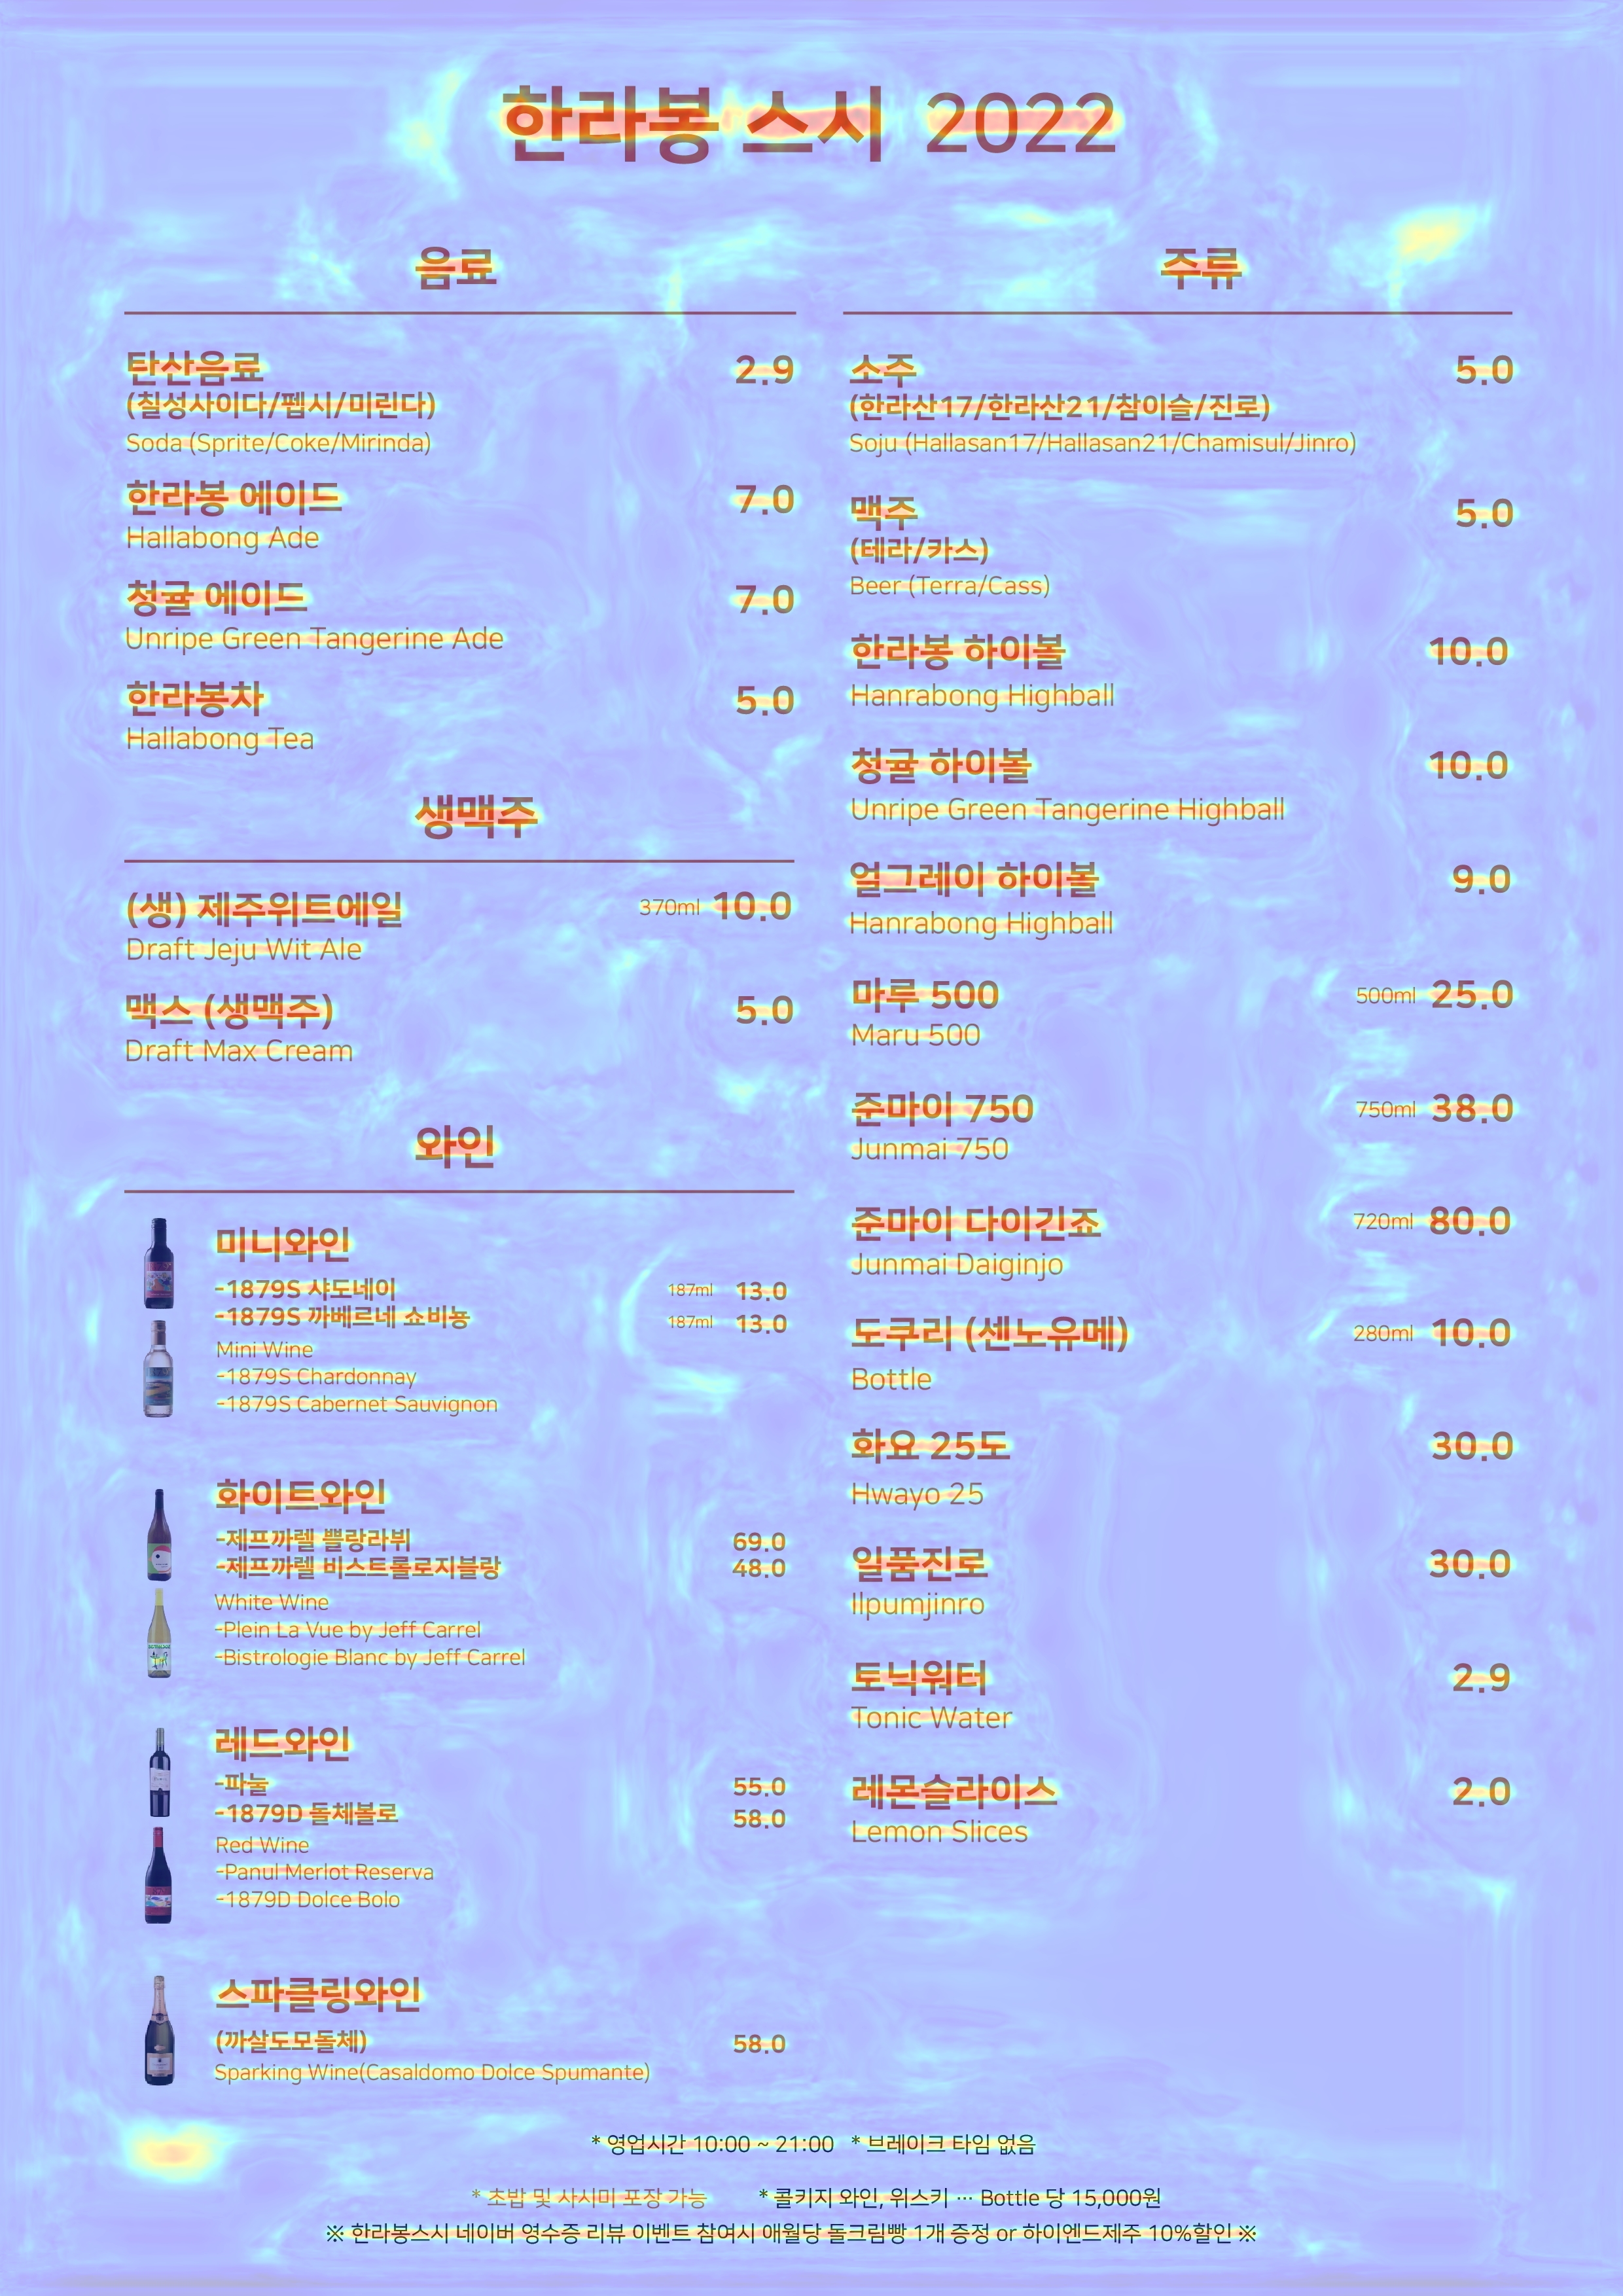 한라봉 스시 2022
음료
탄산음료 2.9
(칠성사이다/펩시/미린다)
Soda (Sprite/Coke/Mirinda)
한라봉 에이드 7.0
Hallabong Ade
청귤 에이드 7.0
Unripe Green Tangerine Ade
한라봉차 5.0
Hallabong Tea
생맥주
(생) 제주위트에일 370ml 10.0
Draft Jeju Wit Ale
맥스 (생맥주) 5.0
Draft Max Cream
와인
미니와인
-1879S 샤도네이 187ml 13.0
-1879S 까베르네 쇼비뇽 187ml 13.0
Mini Wine
-1879S Chardonnay
-1879S Cabernet Sauvignon
화이트와인
-제프까렐 쁠랑라뷔 69.0
-제프까렐 비스트롤로지블랑 48.0
White Wine
-Plein La Vue by Jeff Carrel
-Bistrologie Blanc by Jeff Carrel
레드와인
-파눌 55.0
-1879D 돌체볼로 58.0
Red Wine
-Panul Merlot Reserva
-1879D Dolce Bolo
스파클링와인
(까살도모돌체) 58.0
Sparking Wine(Casaldomo Dolce Spumante)
주류
소주 5.0
(한라산17/한라산21/참이슬/진로)
Soju (Hallasan17/Hallasan21/Chamisul/Jinro)
맥주 5.0
(테라/카스)
Beer (Terra/Cass)
한라봉 하이볼 10.0
Hanrabong Highball
청귤 하이볼 10.0
Unripe Green Tangerine Highball
얼그레이 하이볼 9.0
Hanrabong Highball
마루 500 500ml 25.0
Maru 500
준마이 750 750ml 38.0
Junmai 750
준마이 다이긴죠 720ml 80.0
Junmai Daiginjo
도쿠리 (센노유메) 280ml 10.0
Bottle
화요 25도 30.0
Hwayo 25
일품진로 30.0
Ilpumjinro
토닉워터 2.9
Tonic Water
레몬슬라이스 2.0
Lemon Slices
* 영업시간 10:00 ~ 21:00 * 브레이크 타임 없음
* 초밥 및 사시미 포장 가능 * 콜키지 와인, 위스키 ··· Bottle 당 15,000원
※ 한라봉스시 네이버 영수증 리뷰 이벤트 참여시 애월당 돌크림빵 1개 증정 or 하이엔드제주 10%할인 ※